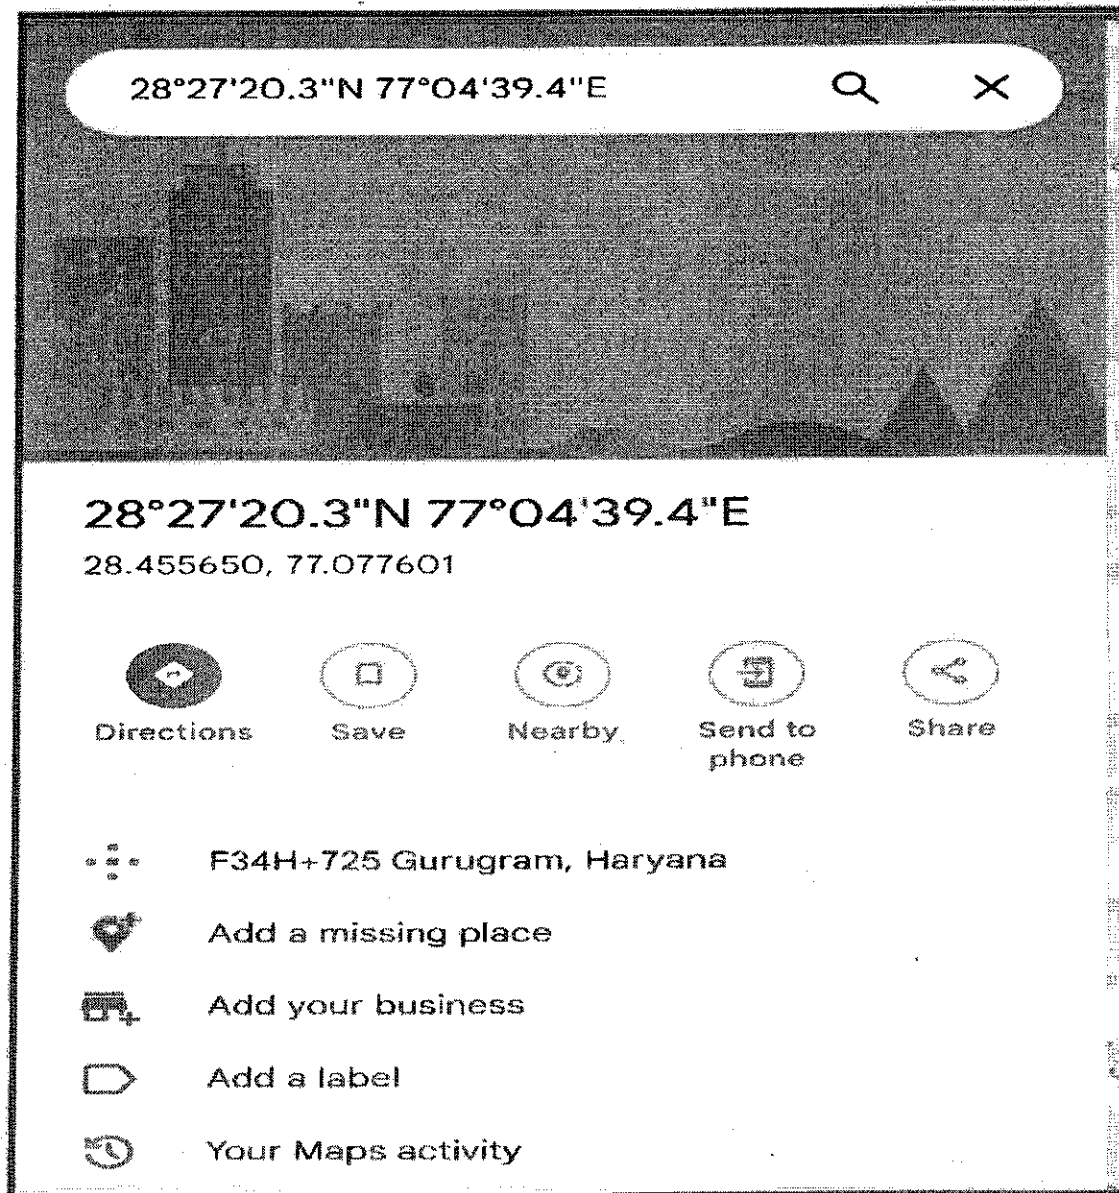 28°27'20.3"N 77°04'39.4"E
28°27'20.3"N 77°04'39.4"E
28.455650, 77.077601
Directions
Save
Nearby
Send to
phone
Share
F34H+725 Gurugram, Haryana
Add a missing place
Add your business
Add a label
Your Maps activity